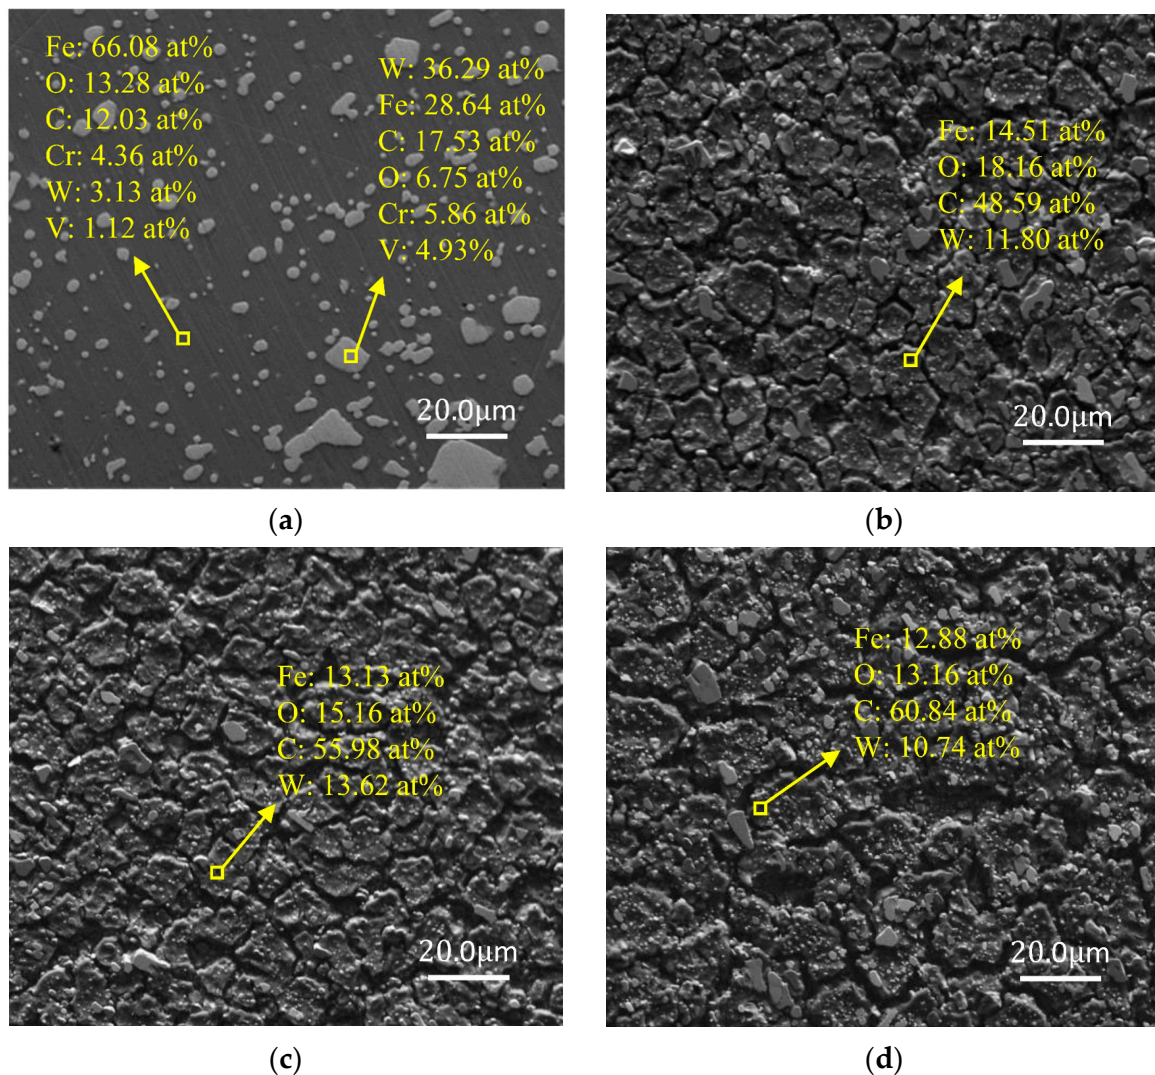 Fe: 66.08 at%
O: 13.28 at%
C: 12.03 at%
Cr: 4.36 at%
W: 3.13 at%
V: 1.12 at%
W: 36.29 at%
Fe: 28.64 at%
C: 17.53 at%
O: 6.75 at%
Cr: 5.86 at%
V: 4.93%
20.0μm
(a)
Fe: 14.51 at%
O: 18.16 at%
C: 48.59 at%
W: 11.80 at%
20.0μm
(b)
Fe: 13.13 at%
O: 15.16 at%
C: 55.98 at%
W: 13.62 at%
20.0μm
(c)
Fe: 12.88 at%
O: 13.16 at%
C: 60.84 at%
W: 10.74 at%
20.0μm
(d)